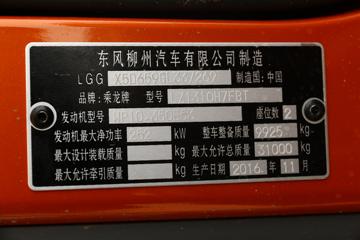 东风柳州汽车有限公司制造
LGG 制造国：中国
品牌：乘龙牌 型号
发动机型号 座位数 2
发动机最大净功率 252 kW 整车整备质量 9925 kg
最大设计装载质量 kg 最大允许总质量 31000 kg
最大允许牵引质量 kg 生产日期 2016 年 11 月